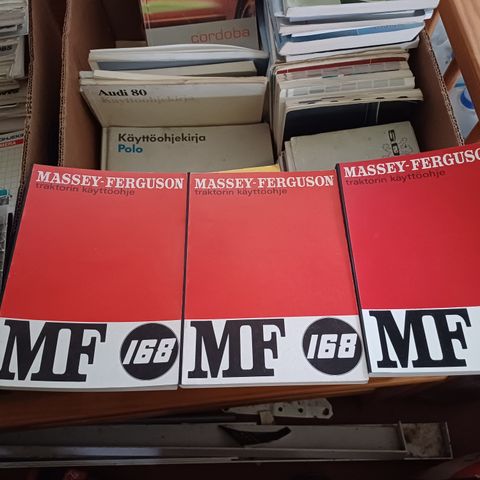 cordoba
Audi 80
Käyttöohjekirja
Käyttöohjekirja
Polo
MASSEY-FERGUSON
traktorin käyttöohje
MF 168
MASSEY-FERGUSON
traktorin käyttöohje
MF 168
MASSEY-FERGUSON
traktorin käyttöohje
MF